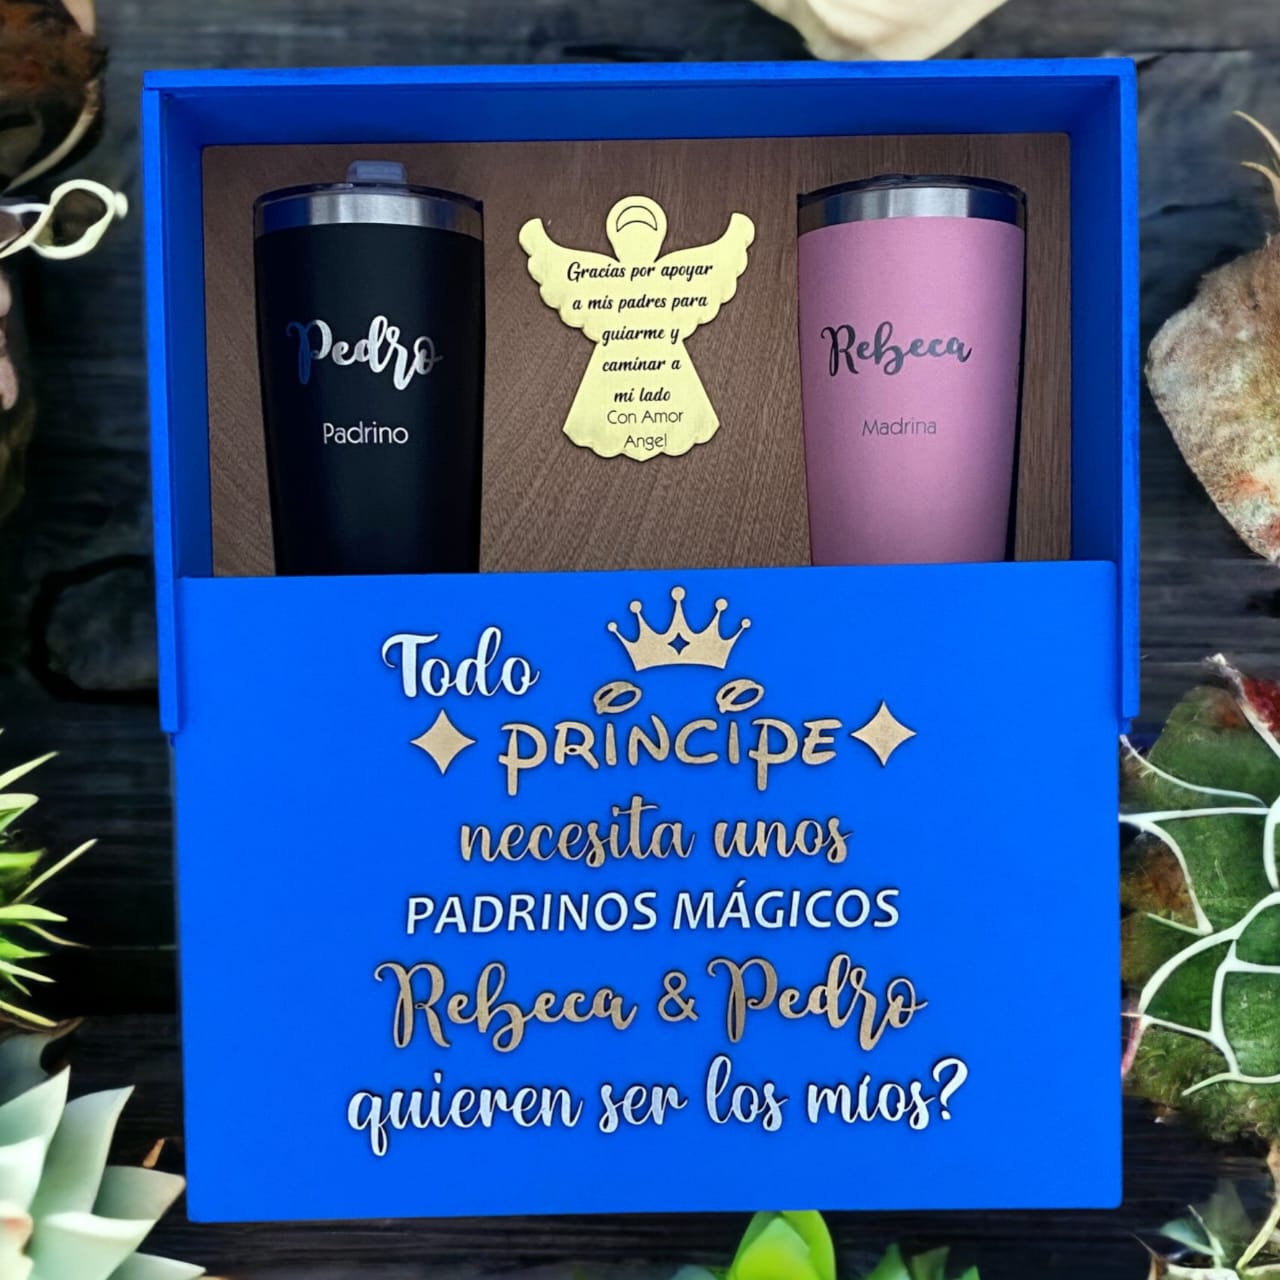 Pedro
Padrino
Gracias por apoyar
a mis padres para
guiarme y
caminar a
mi lado
Con Amor
Angel
Rebeca
Madrina
Todo
PRINCIPE
necesita unos
PADRINOS MÁGICOS
Rebeca & Pedro
quieren ser los míos?